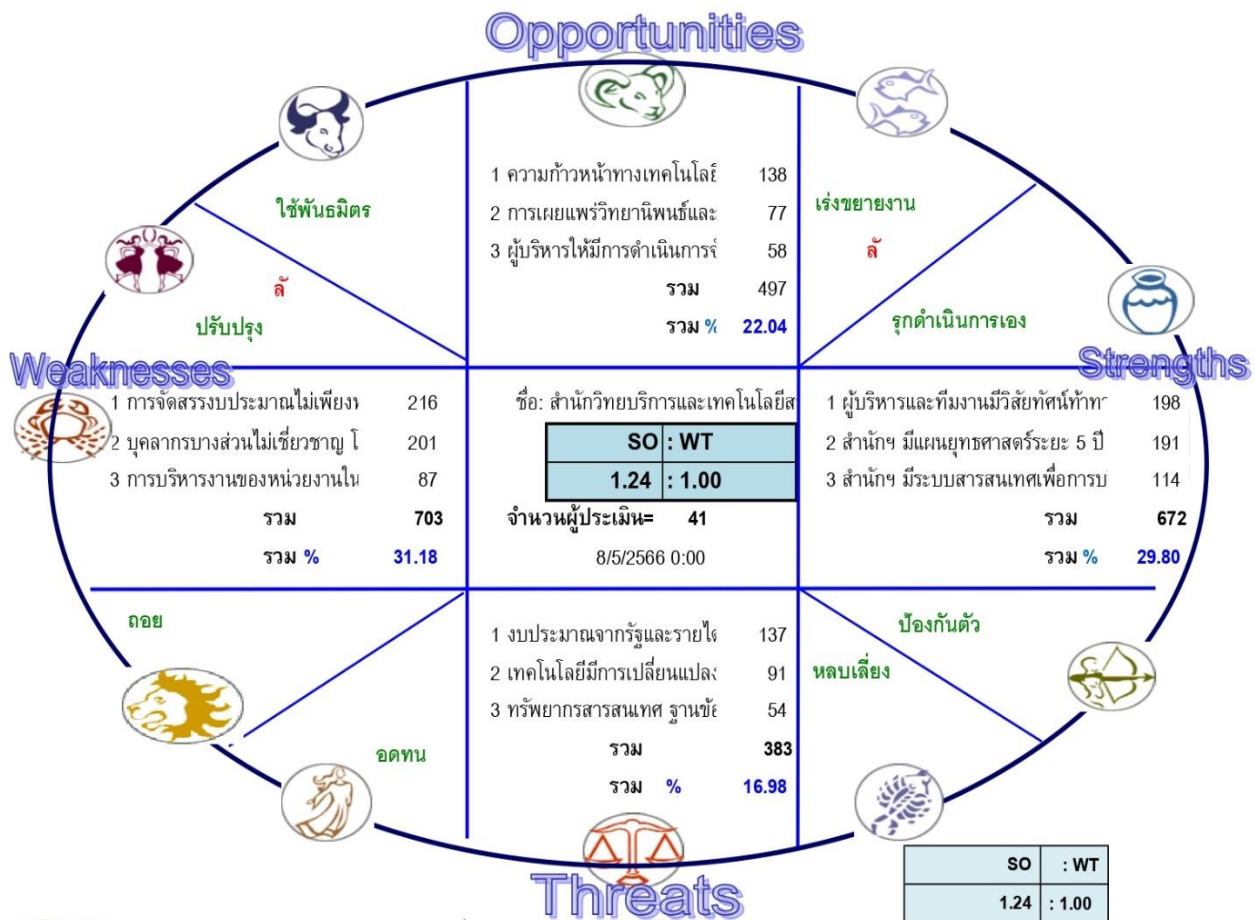 Opportunities
1 ความก้าวหน้าทางเทคโนโลยี 138
2 การเผยแพร่วิทยานิพนธ์และ 77
3 ผู้บริหารให้มีการดำเนินการจั 58
รวม 497
รวม % 22.04
ใช้พันธมิตร
ลั
ปรับปรุง
เร่งขยายงาน
ลั
รุกดำเนินการเอง
Weaknesses
1 การจัดสรรงบประมาณไม่เพียงพ 216
2 บุคลากรบางส่วนไม่เชี่ยวชาญ โ 201
3 การบริหารงานของหน่วยงานใน 87
รวม 703
รวม % 31.18
ชื่อ: สำนักวิทยบริการและเทคโนโลยีส
SO : WT
1.24 : 1.00
จำนวนผู้ประเมิน= 41
8/5/2566 0:00
Strengths
1 ผู้บริหารและทีมงานมีวิสัยทัศน์ท้าทา 198
2 สำนักฯ มีแผนยุทธศาสตร์ระยะ 5 ปี 191
3 สำนักฯ มีระบบสารสนเทศเพื่อการบ 114
รวม 672
รวม % 29.80
ถอย
อดทน
1 งบประมาณจากรัฐและรายได 137
2 เทคโนโลยีมีการเปลี่ยนแปลง 91
3 ทรัพยากรสารสนเทศ ฐานข้อ 54
รวม 383
รวม % 16.98
ป้องกันตัว
หลบเลี่ยง
Threats
SO : WT
1.24 : 1.00